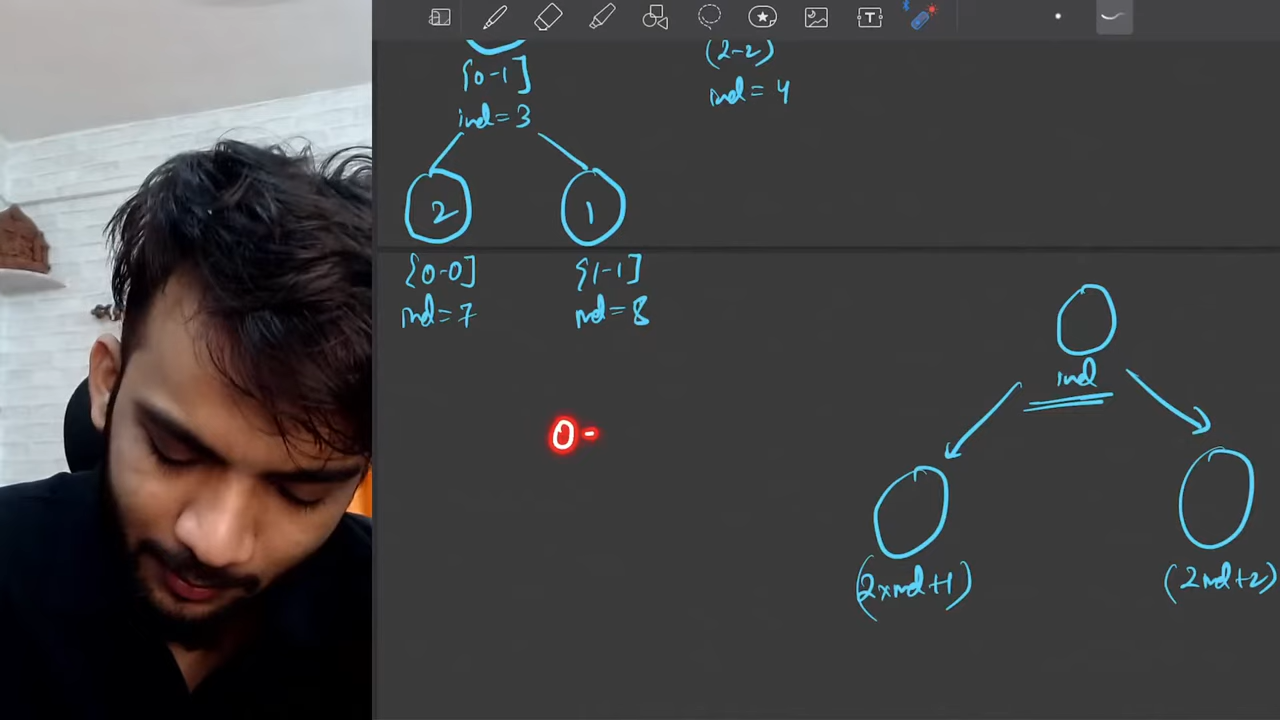 (2-2)
[0-1]
ind = 4
ind = 3
2
1
[0-0]
[1-1]
ind = 7
ind = 8
ind
0-
(2×ind+1)
(2ind+2)